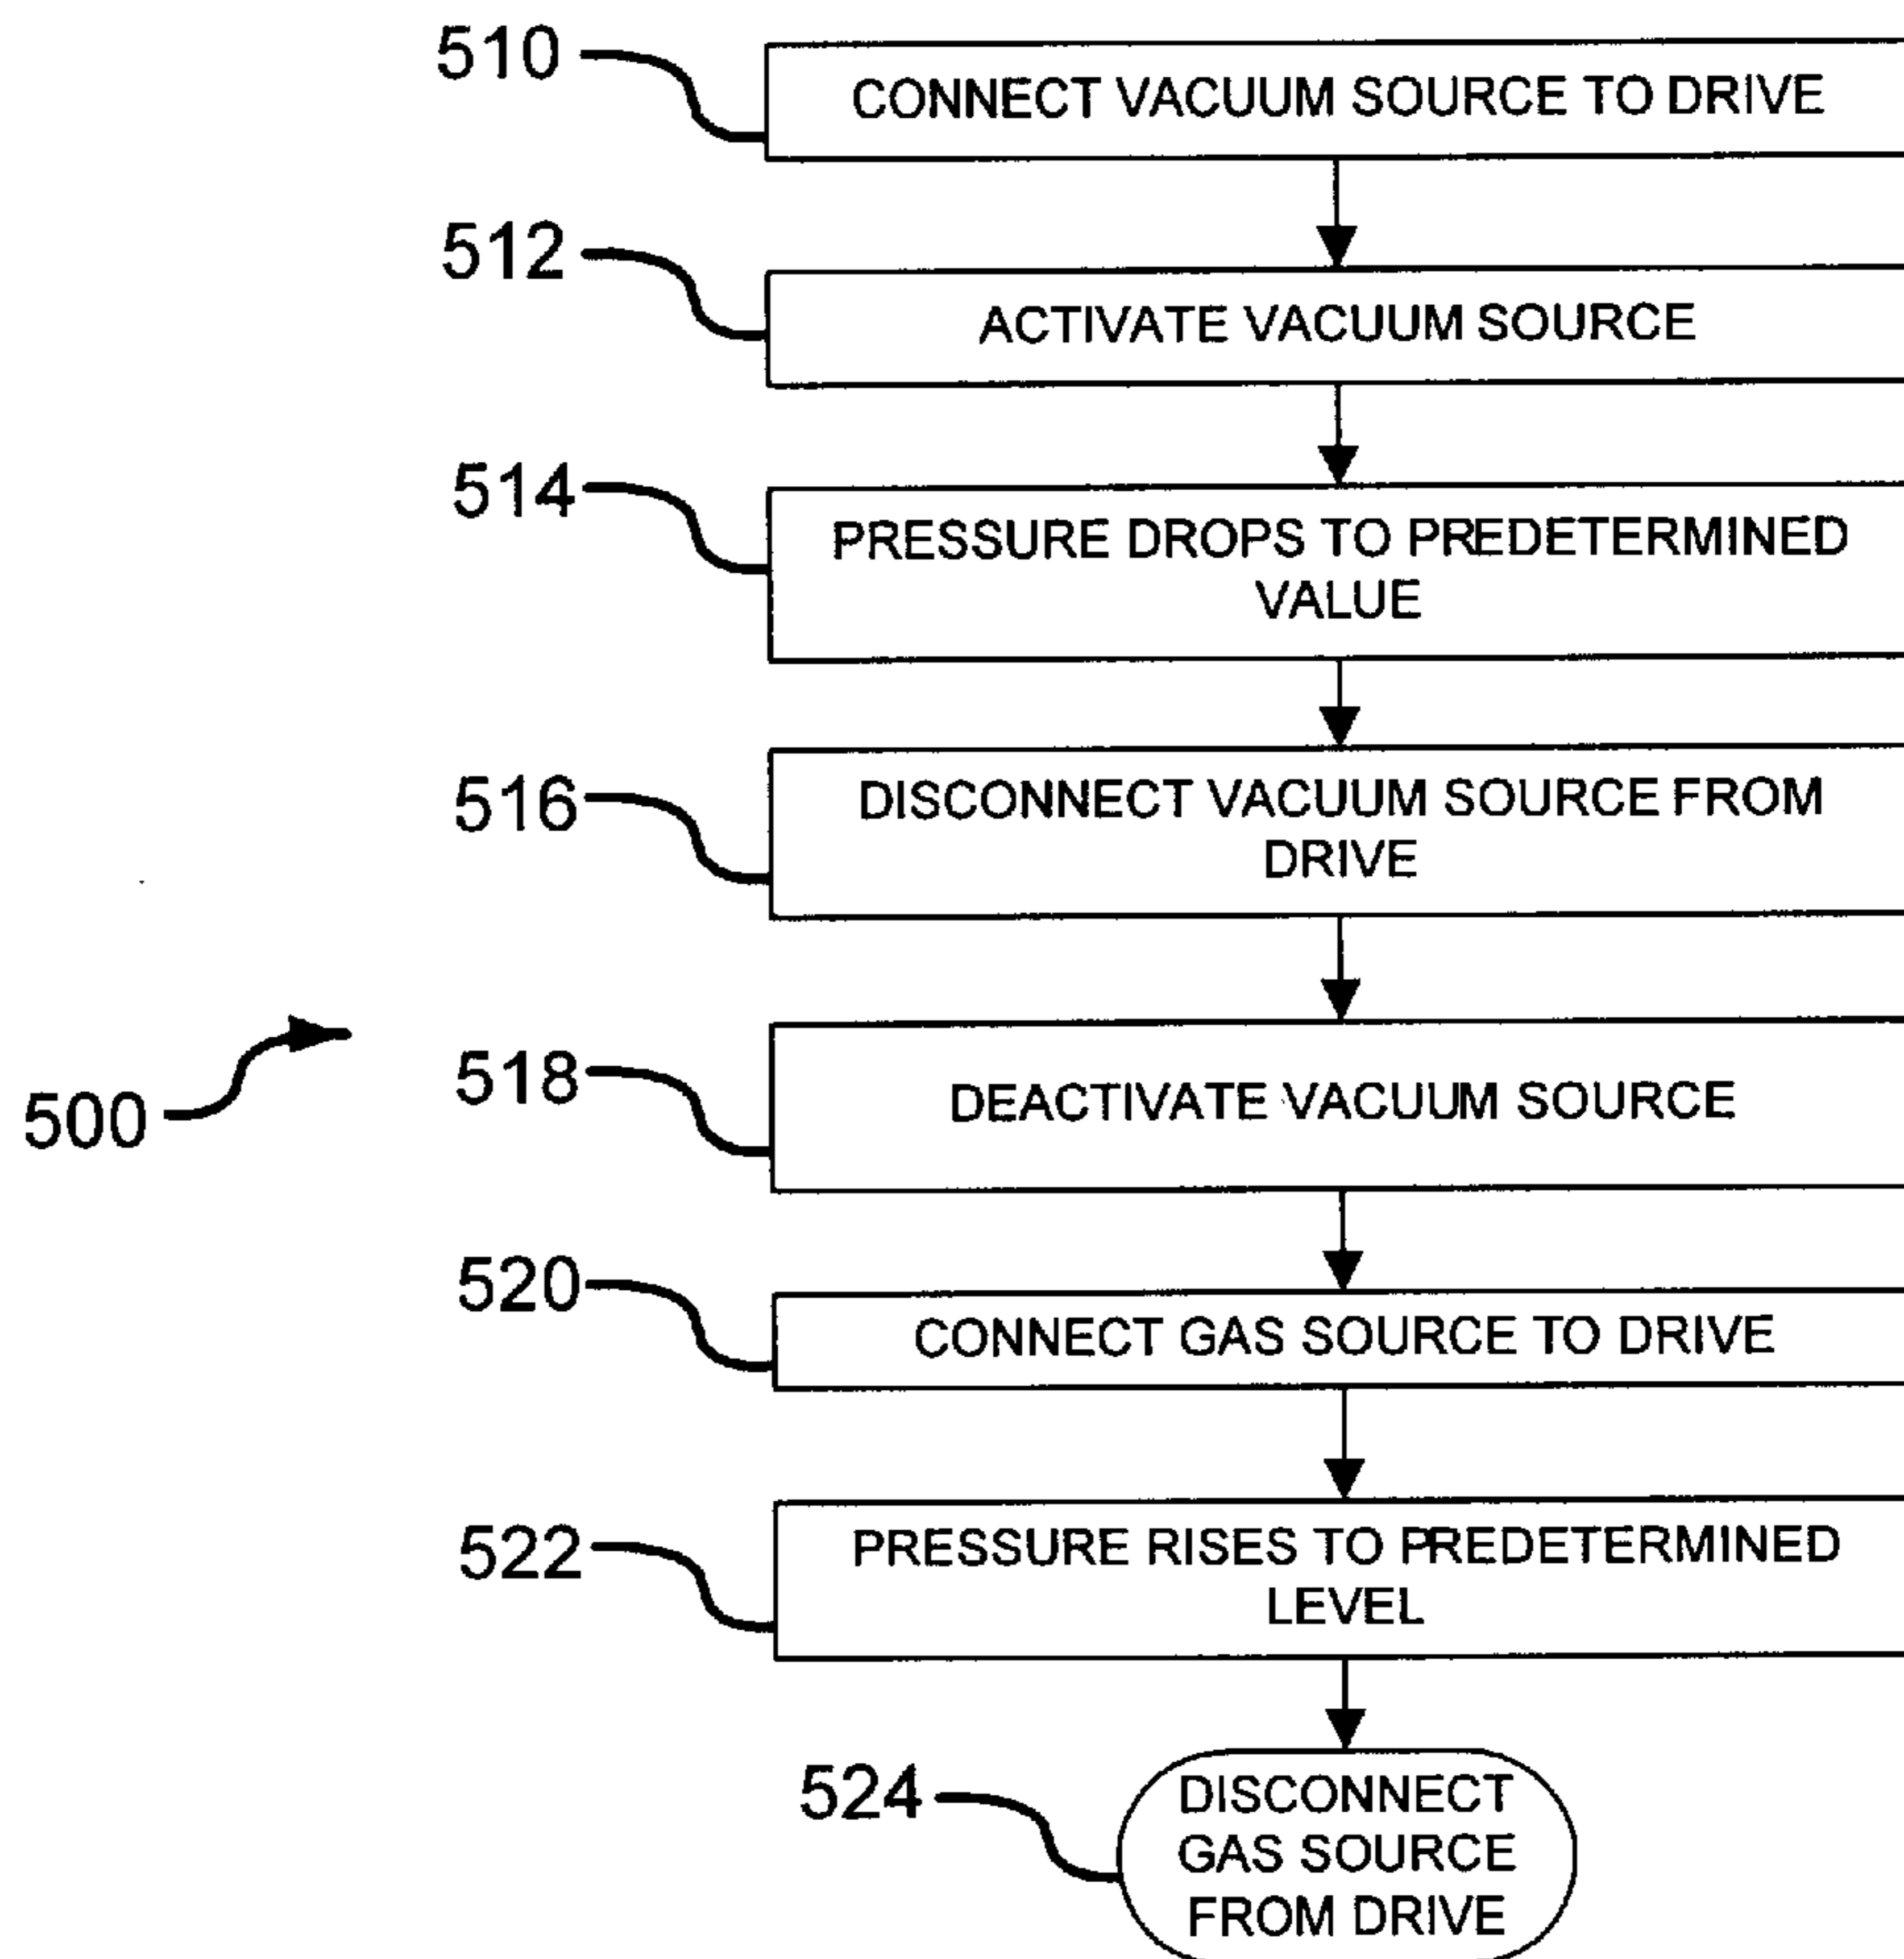 510
CONNECT VACUUM SOURCE TO DRIVE
512
ACTIVATE VACUUM SOURCE
514
PRESSURE DROPS TO PREDETERMINED
VALUE
516
DISCONNECT VACUUM SOURCE FROM
DRIVE
500
518
DEACTIVATE VACUUM SOURCE
520
CONNECT GAS SOURCE TO DRIVE
522
PRESSURE RISES TO PREDETERMINED
LEVEL
524
DISCONNECT
GAS SOURCE
FROM DRIVE